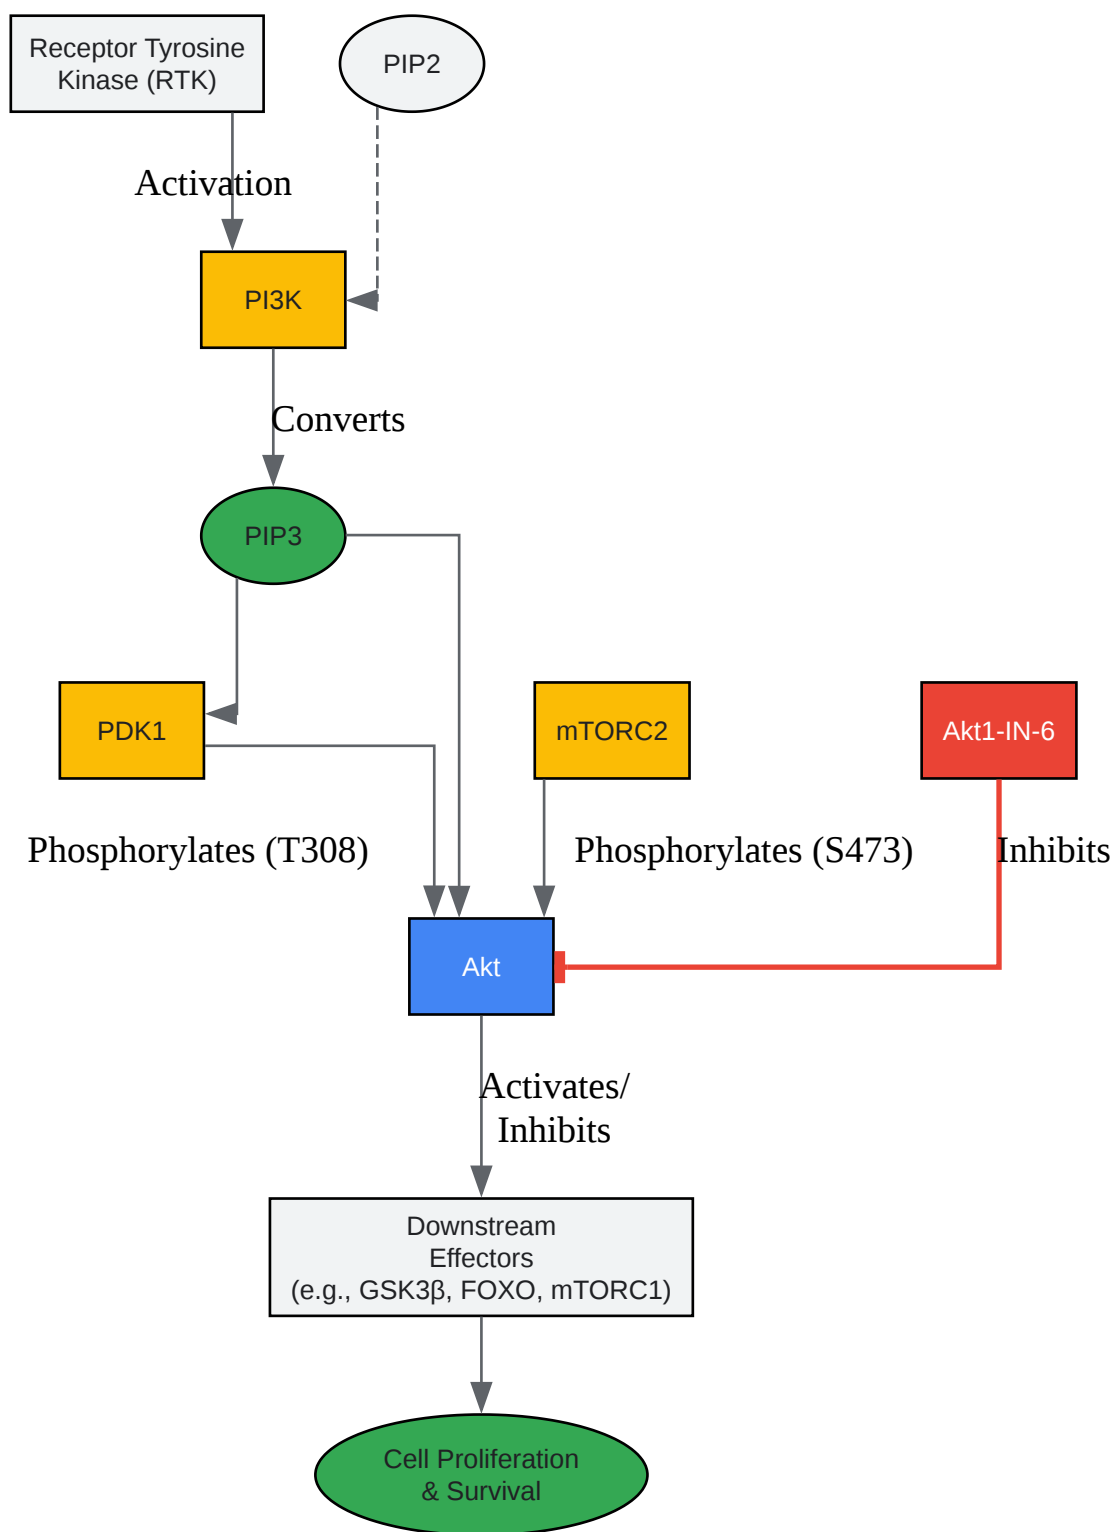 Receptor Tyrosine
Kinase (RTK)
PIP2
Activation
PI3K
Converts
PIP3
PDK1
mTORC2
Akt1-IN-6
Phosphorylates (T308)
Phosphorylates (S473)
Inhibits
Akt
Activates/
Inhibits
Downstream
Effectors
(e.g., GSK3β, FOXO, mTORC1)
Cell Proliferation
& Survival